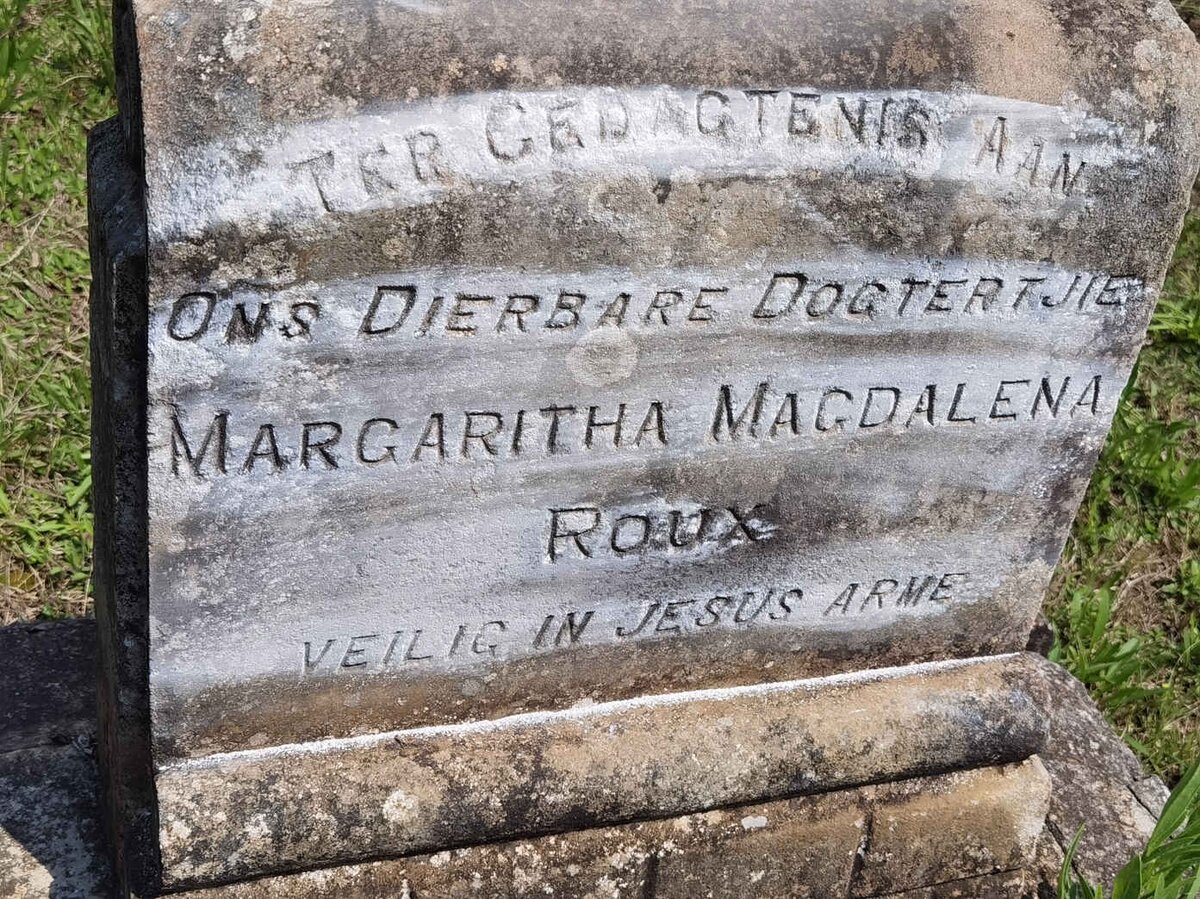 TER GEDAGTENIS AAN
ONS DIERBARE DOGTERTJIE
MARGARITHA MAGDALENA
ROUX
VEILIG IN JESUS ARME